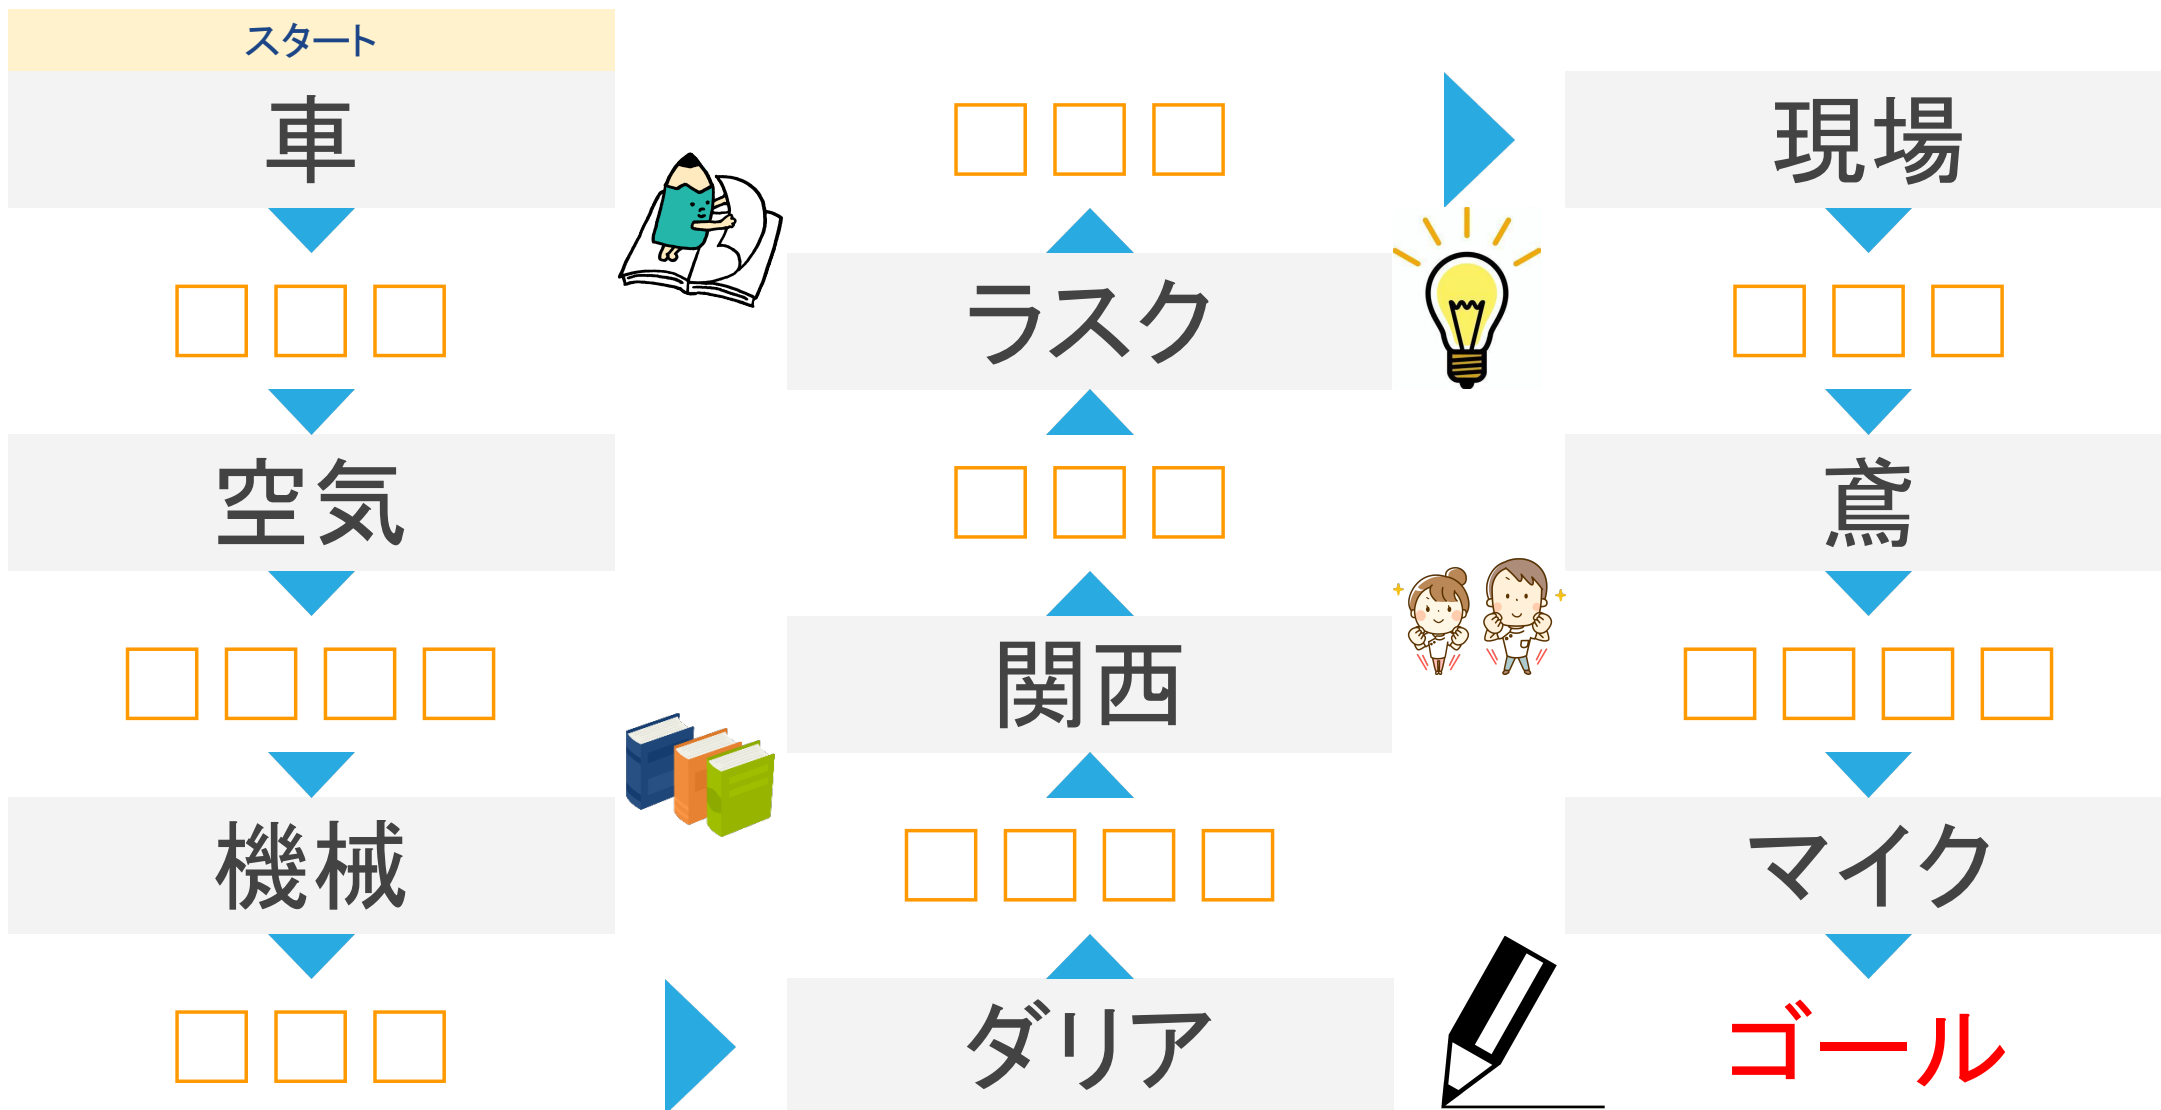 スタート
車
空気
機械
ダリア
関西
ラスク
現場
鳶
マイク
ゴール